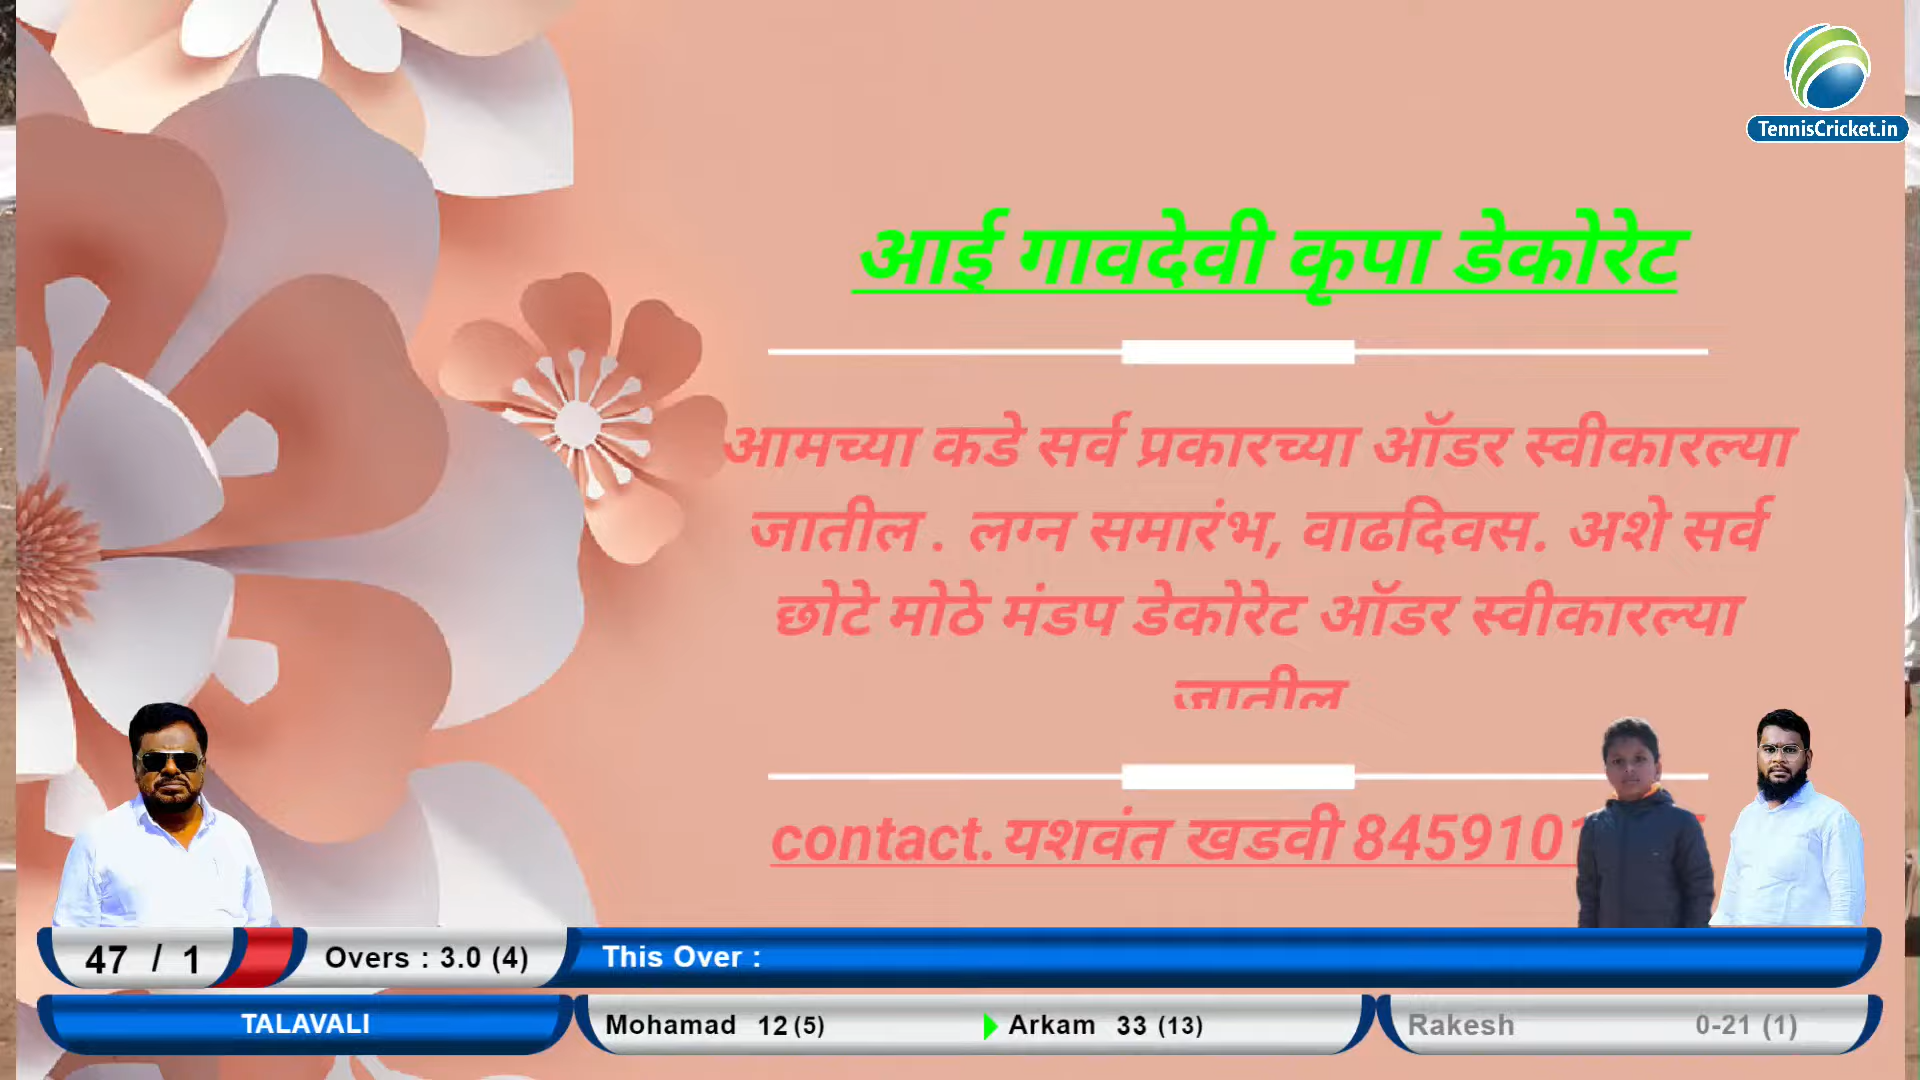 TennisCricket.in
आई गावदेवी कृपा डेकोरेट
आमच्या कडे सर्व प्रकारच्या ऑडर स्वीकारल्या
जातील . लग्न समारंभ, वाढदिवस. अशे सर्व
छोटे मोठे मंडप डेकोरेट ऑडर स्वीकारल्या
जातील
contact. यशवंत खडवी
47 / 1
Overs : 3.0 (4)
This Over :
TALAVALI
Mohamad 12 (5)
Arkam 33 (13)
Rakesh 0-21 (1)